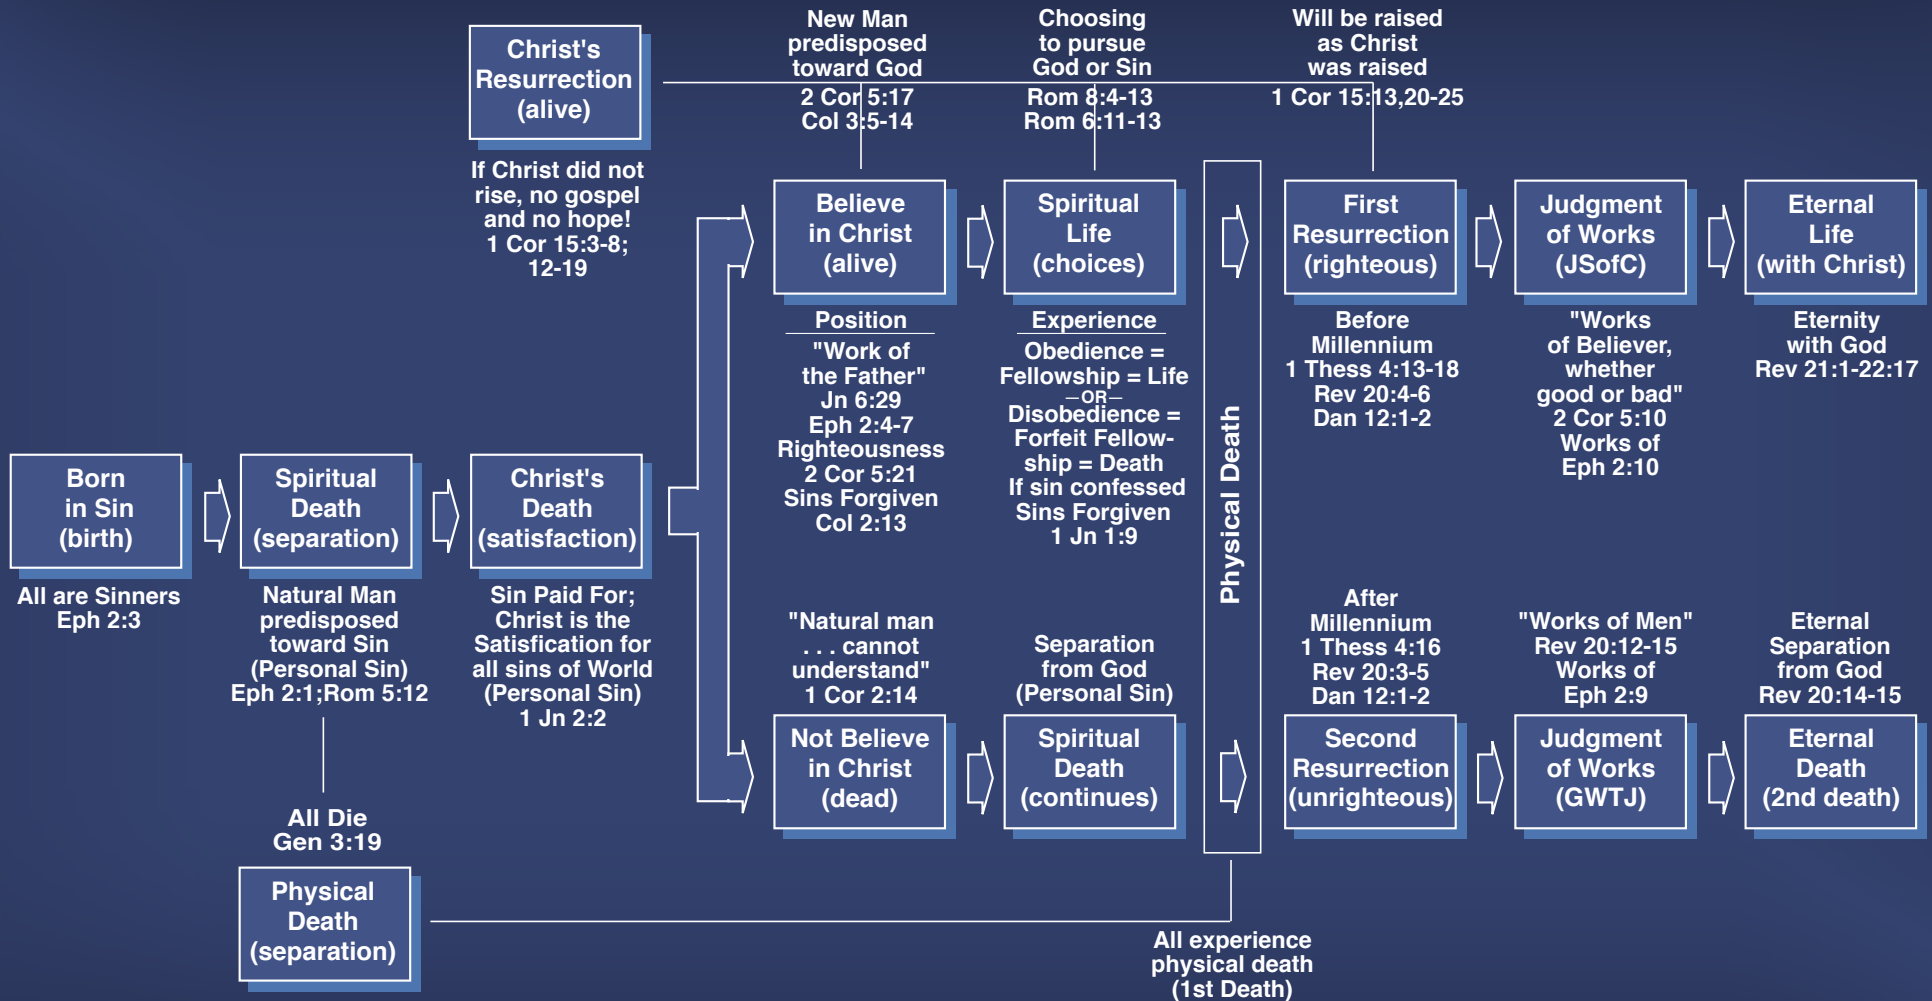 Christ's
Resurrection
(alive)
If Christ did not
rise, no gospel
and no hope!
1 Cor 15:3-8;
12-19
New Man
predisposed
toward God
2 Cor 5:17
Col 3:5-14
Choosing
to pursue
God or Sin
Rom 8:4-13
Rom 6:11-13
Will be raised
as Christ
was raised
1 Cor 15:13,20-25
Born
in Sin
(birth)
All are Sinners
Eph 2:3
Spiritual
Death
(separation)
Natural Man
predisposed
toward Sin
(Personal Sin)
Eph 2:1;Rom 5:12
All Die
Gen 3:19
Physical
Death
(separation)
Christ's
Death
(satisfaction)
Sin Paid For;
Christ is the
Satisfication for
all sins of World
(Personal Sin)
1 Jn 2:2
Believe
in Christ
(alive)
Position
"Work of
the Father"
Jn 6:29
Eph 2:4-7
Righteousness
2 Cor 5:21
Sins Forgiven
Col 2:13
Spiritual
Life
(choices)
Experience
Obedience =
Fellowship = Life
—OR—
Disobedience =
Forfeit Fellow-
ship = Death
If sin confessed
Sins Forgiven
1 Jn 1:9
Physical Death
First
Resurrection
(righteous)
Before
Millennium
1 Thess 4:13-18
Rev 20:4-6
Dan 12:1-2
Judgment
of Works
(JSofC)
"Works
of Believer,
whether
good or bad"
2 Cor 5:10
Works of
Eph 2:10
Eternal
Life
(with Christ)
Eternity
with God
Rev 21:1-22:17
"Natural man
. . . cannot
understand"
1 Cor 2:14
Not Believe
in Christ
(dead)
Separation
from God
(Personal Sin)
Spiritual
Death
(continues)
After
Millennium
1 Thess 4:16
Rev 20:3-5
Dan 12:1-2
Second
Resurrection
(unrighteous)
"Works of Men"
Rev 20:12-15
Works of
Eph 2:9
Judgment
of Works
(GWTJ)
Eternal
Separation
from God
Rev 20:14-15
Eternal
Death
(2nd death)
All experience
physical death
(1st Death)